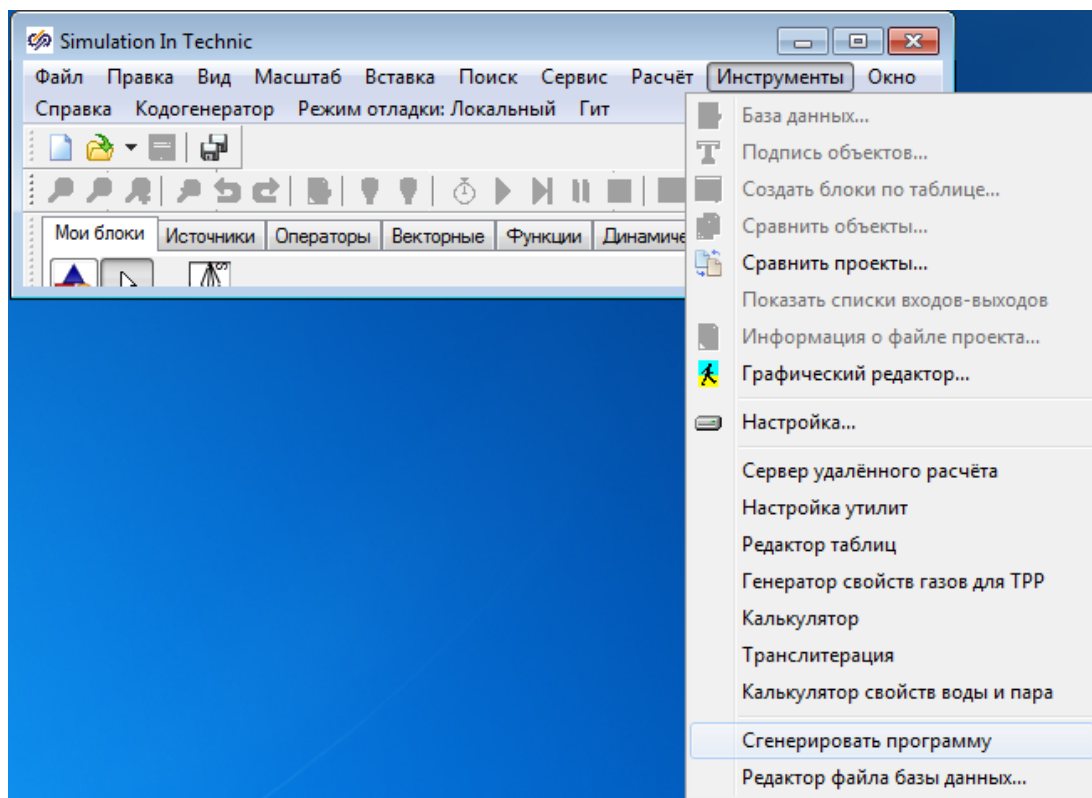 Simulation In Technic
Файл Правка Вид Масштаб Вставка Поиск Сервис Расчёт Инструменты Окно
Справка Кодогенератор Режим отладки: Локальный Гит
Мои блоки Источники Операторы Векторные Функции Динамиче
База данных...
Подпись объектов...
Создать блоки по таблице...
Сравнить объекты...
Сравнить проекты...
Показать списки входов-выходов
Информация о файле проекта...
Графический редактор...
Настройка...
Сервер удалённого расчёта
Настройка утилит
Редактор таблиц
Генератор свойств газов для ТРР
Калькулятор
Транслитерация
Калькулятор свойств воды и пара
Сгенерировать программу
Редактор файла базы данных...